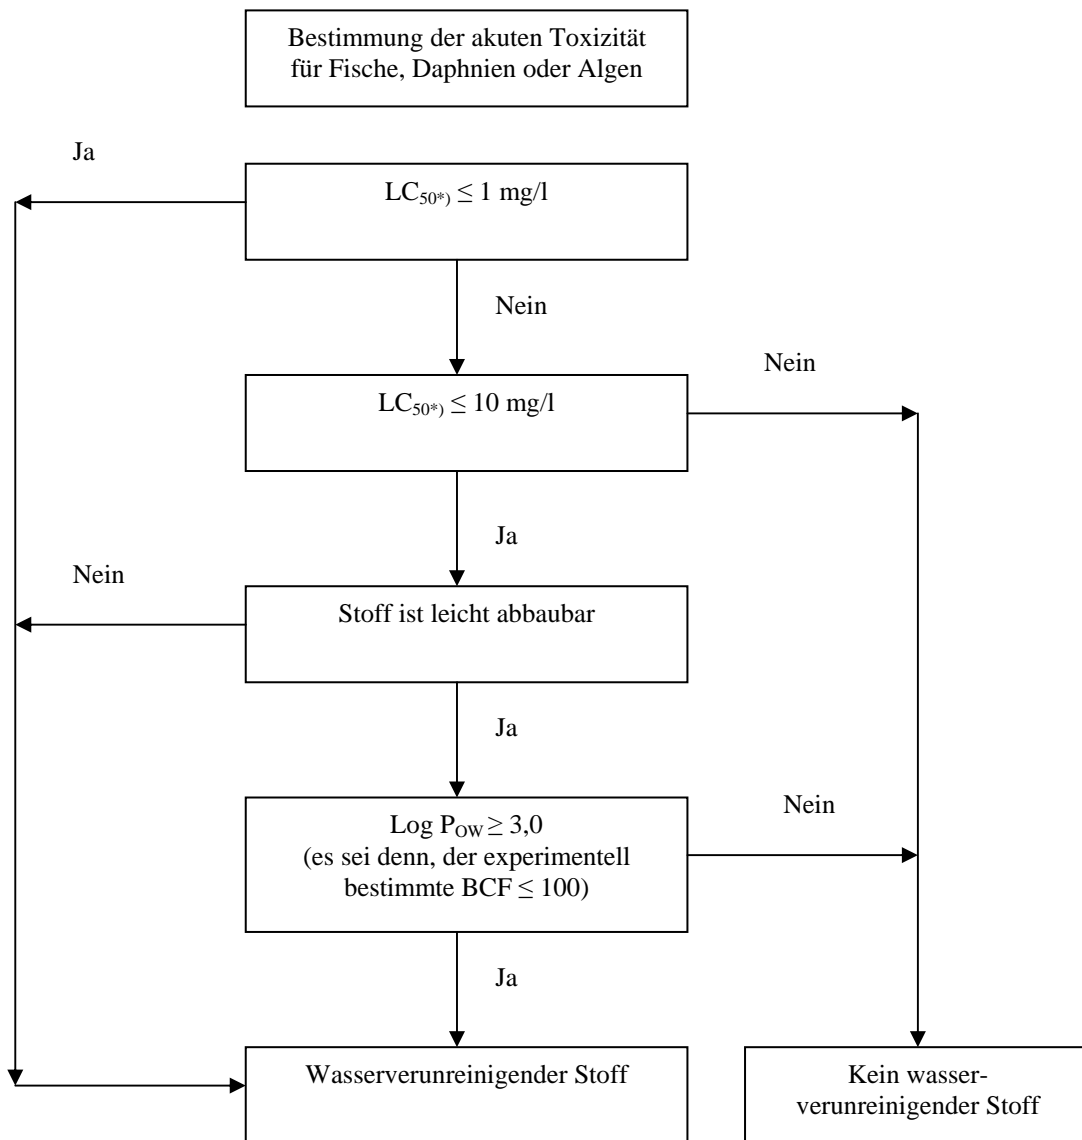 Bestimmung der akuten Toxizität
für Fische, Daphnien oder Algen
Ja
LC50*) ≤ 1 mg/l
Nein
Nein
LC50*) ≤ 10 mg/l
Ja
Nein
Stoff ist leicht abbaubar
Ja
Nein
Log POW ≥ 3,0
(es sei denn, der experimentell
bestimmte BCF ≤ 100)
Ja
Wasserverunreinigender Stoff
Kein wasser-
verunreinigender Stoff